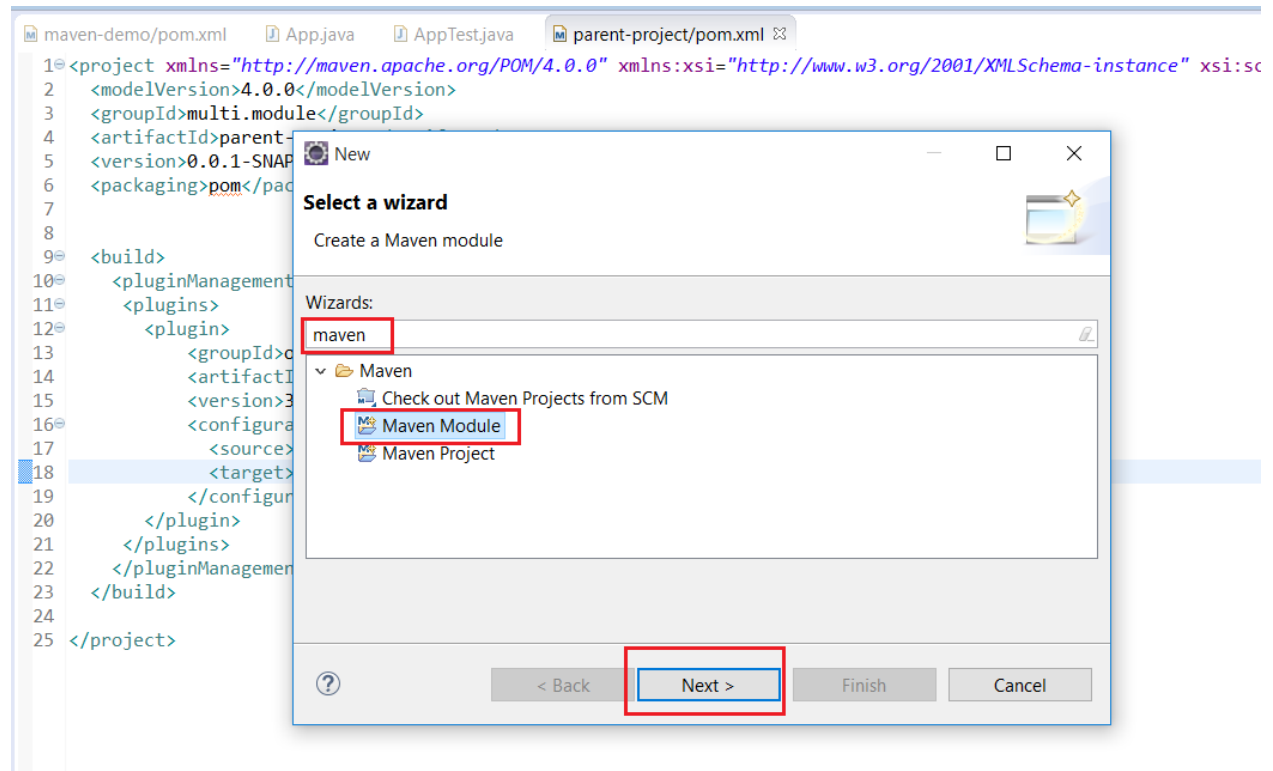 maven-demo/pom.xml App.java AppTest.java parent-project/pom.xml
1 <project xmlns="http://maven.apache.org/POM/4.0.0" xmlns:xsi="http://www.w3.org/2001/XMLSchema-instance" xsi:sc
2 <modelVersion>4.0.0</modelVersion>
3 <groupId>multi.module</groupId>
4 <artifactId>parent-
5 <version>0.0.1-SNAP
6 <packaging>pom</pac
7
8
9 <build>
10 <pluginManagement
11 <plugins>
12 <plugin>
13 <groupId>o
14 <artifactI
15 <version>3
16 <configura
17 <source>
18 <target>
19 </configur
20 </plugin>
21 </plugins>
22 </pluginManagemen
23 </build>
24
25 </project>
New
Select a wizard
Create a Maven module
Wizards:
maven
Maven
Check out Maven Projects from SCM
Maven Module
Maven Project
< Back Next > Finish Cancel